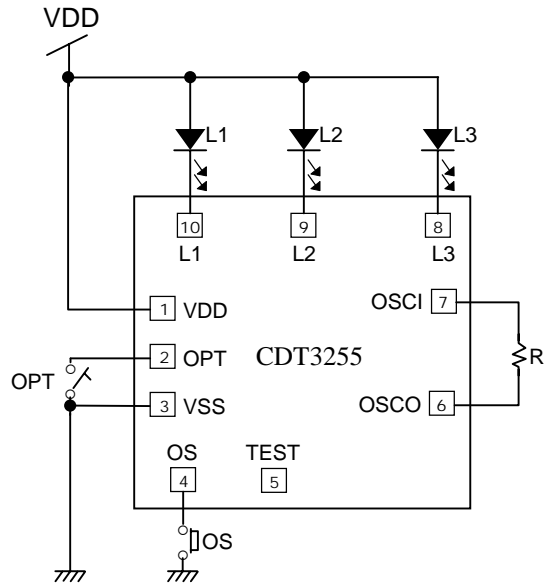 VDD
L1 L2 L3
10 9 8
L1 L2 L3
OSCI 7
1 VDD
R
2 OPT CDT3255
OPT
OSCO 6
3 VSS
OS TEST
4 5
OS